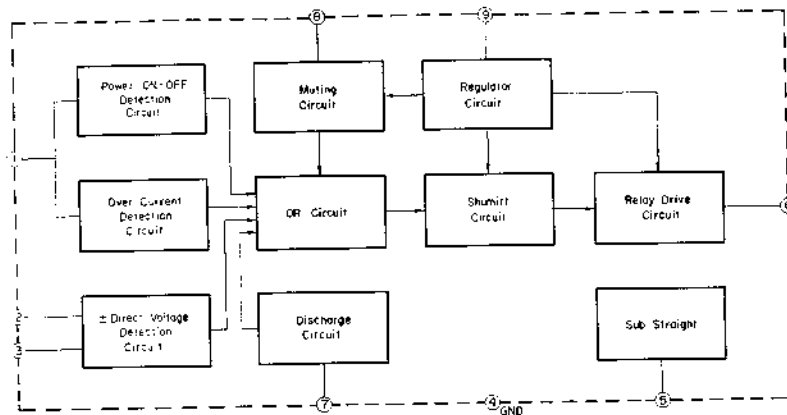 8
9
Power ON-OFF
Detection
Circuit
Muting
Circuit
Regulator
Circuit
Over Current
Detection
Circuit
OR Circuit
Shumitt
Circuit
Relay Drive
Circuit
6
2
± Direct Voltage
Detection
Circuit
3
Discharge
Circuit
Sub Straight
7
4
GND
5